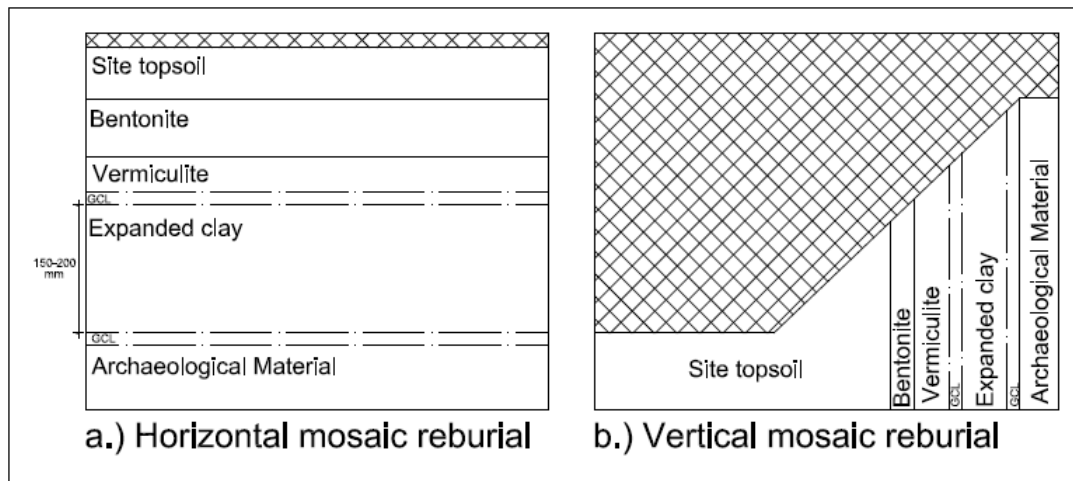 Site topsoil
Bentonite
Vermiculite
GCL
Expanded clay
150-200
mm
GCL
Archaeological Material
a.) Horizontal mosaic reburial
Site topsoil
Bentonite
Vermiculite
GCL
Expanded clay
GCL
Archaeological Material
b.) Vertical mosaic reburial